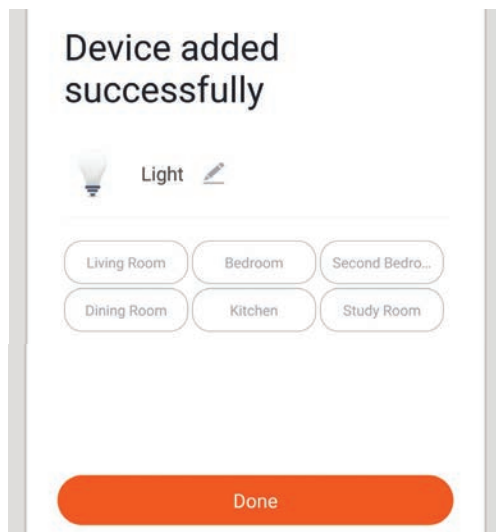 Device added
successfully
Light
Living Room
Bedroom
Second Bedro...
Dining Room
Kitchen
Study Room
Done